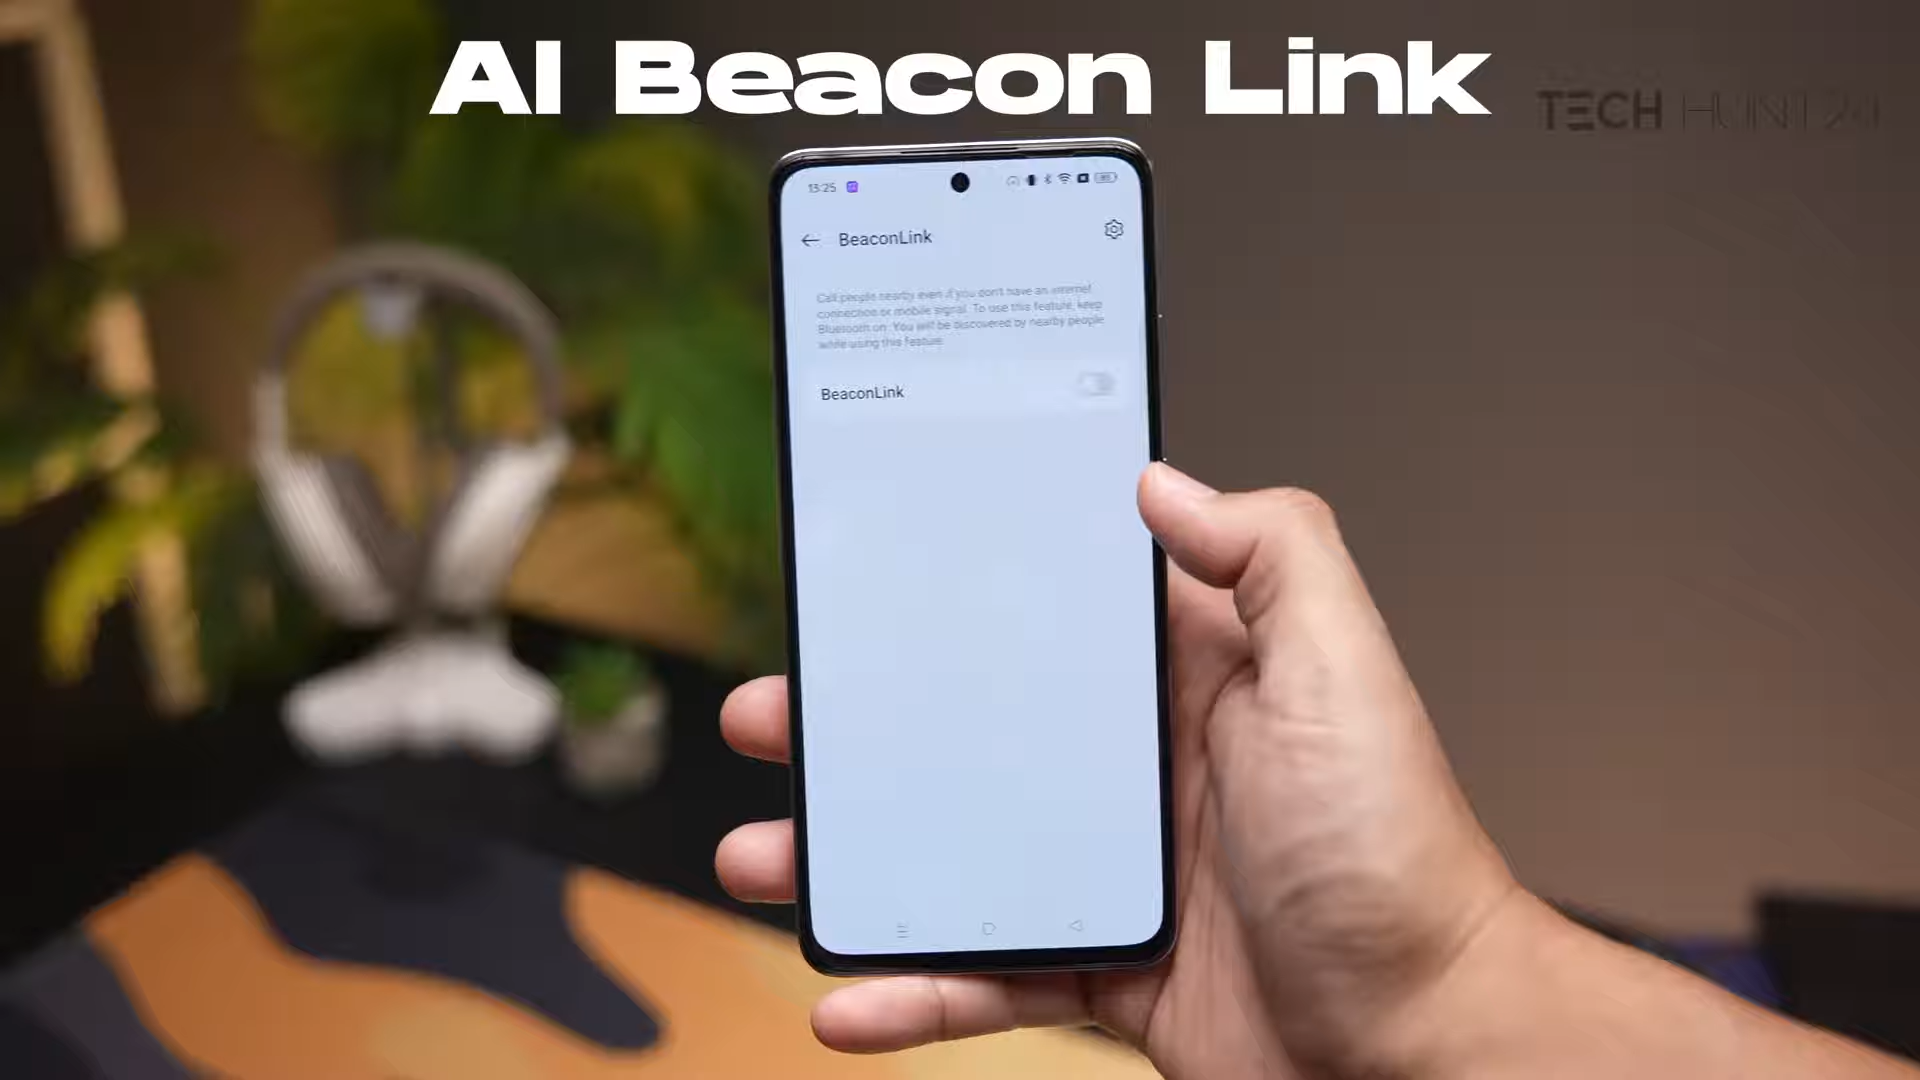 AI Beacon Link
TECH HUNT 24
13:25
BeaconLink
Call people nearby even if you don't have an internet
connection or mobile signal. To use this feature, keep
Bluetooth on. You will be discovered by nearby people
while using this feature.
BeaconLink